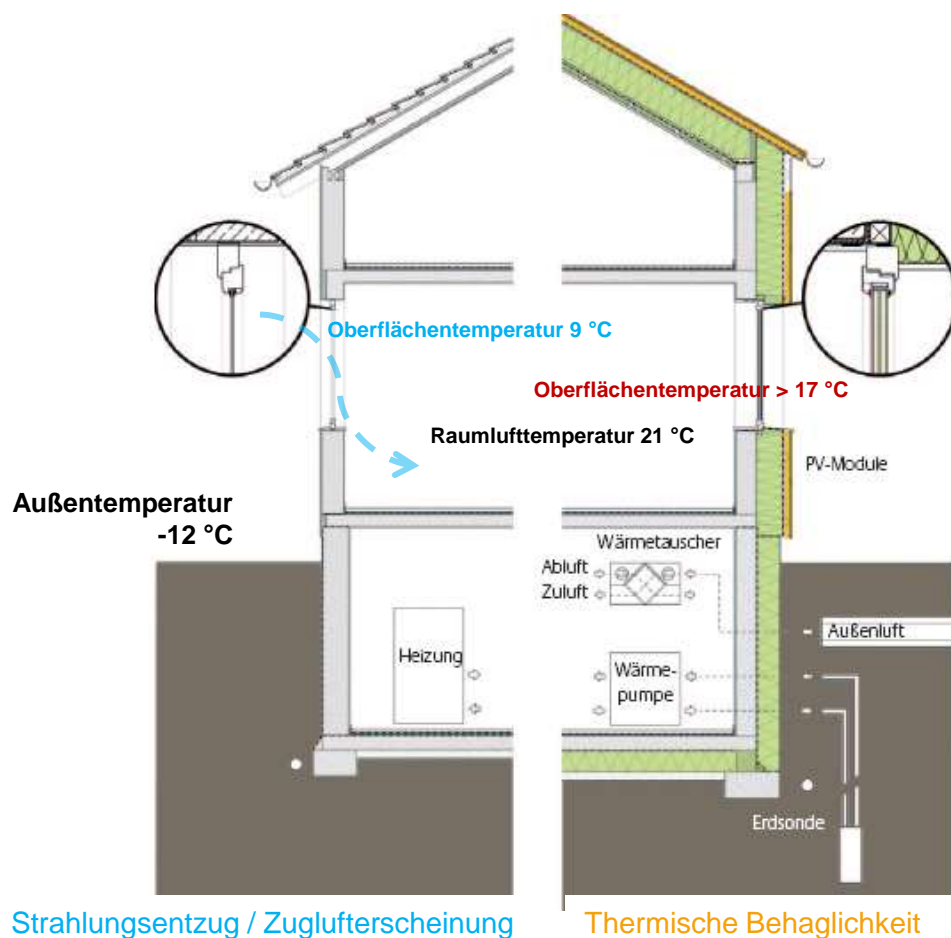 Oberflächentemperatur 9 °C
Oberflächentemperatur > 17 °C
Raumlufttemperatur 21 °C
PV-Module
Außentemperatur
-12 °C
Wärmetauscher
Abluft
Zuluft
Außenluft
Heizung
Wärme-
pumpe
Erdsonde
Strahlungsentzug / Zuglufterscheinung
Thermische Behaglichkeit